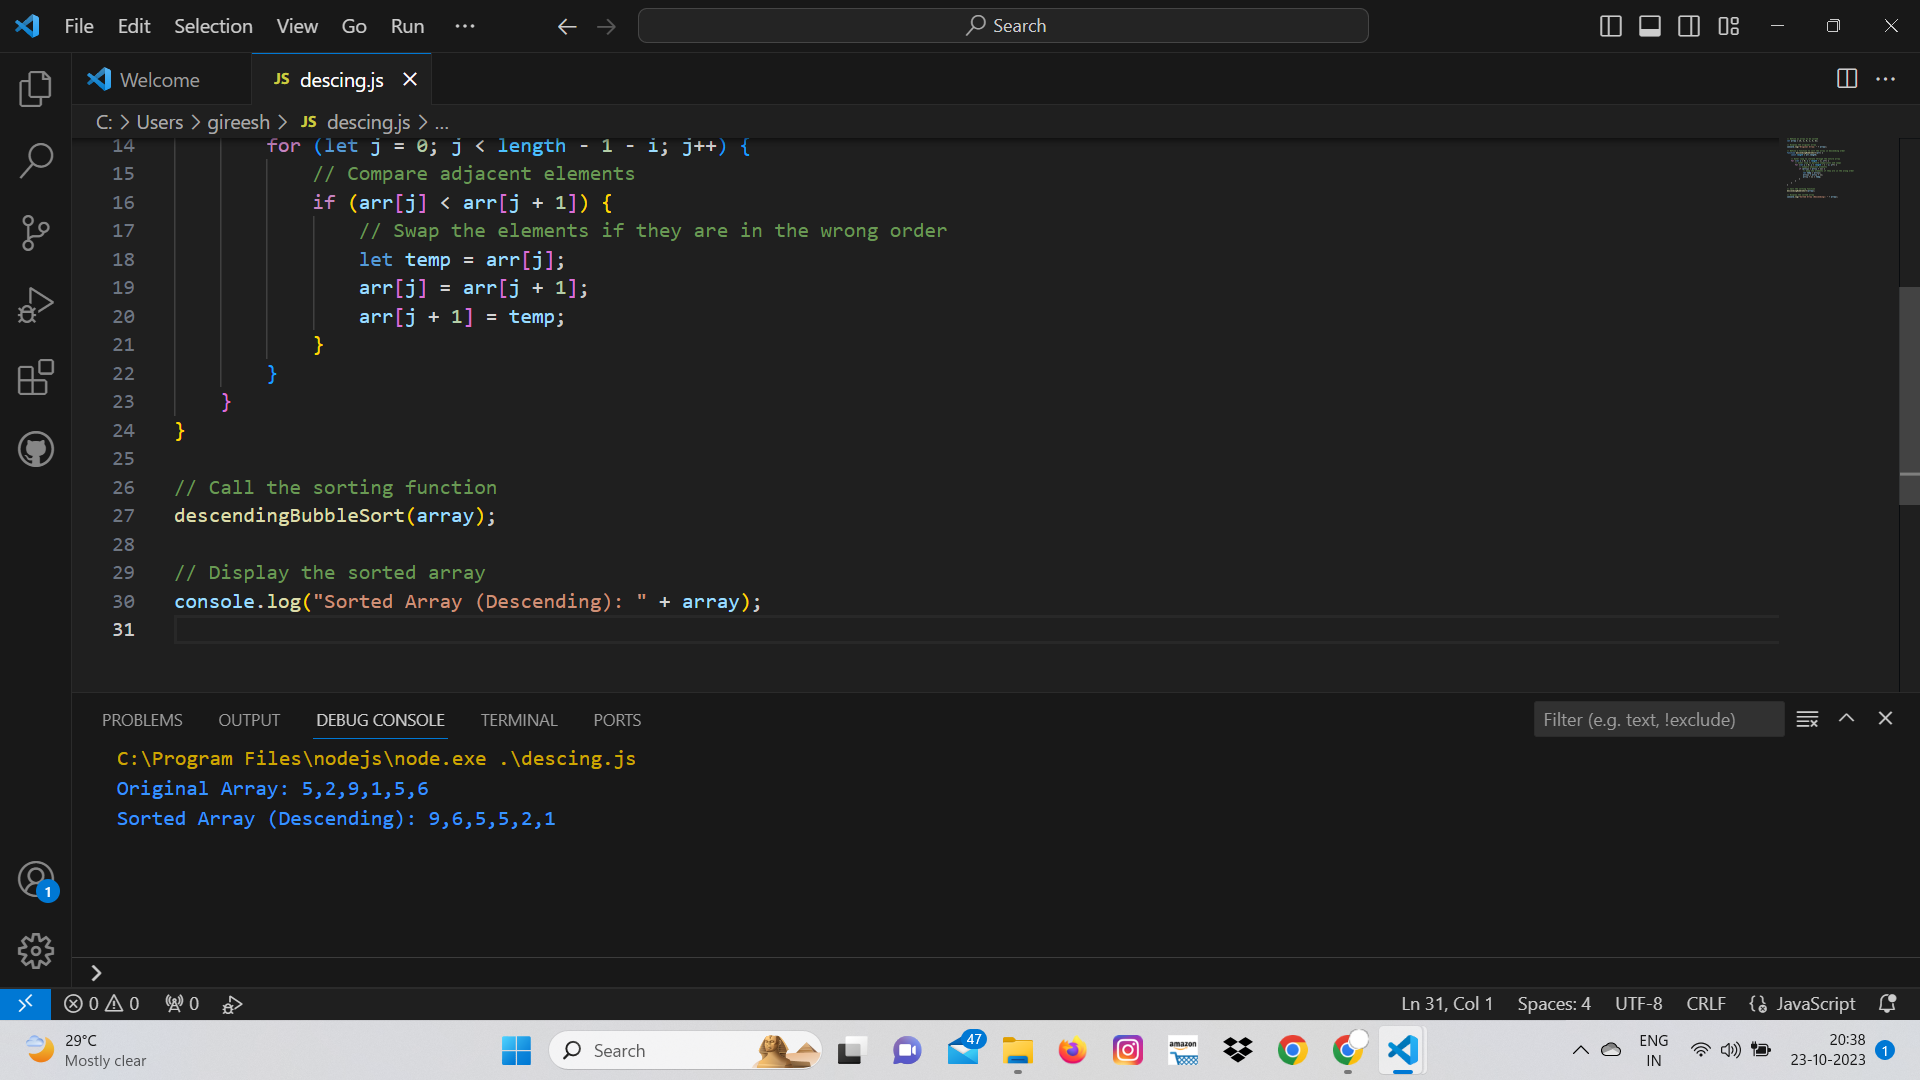 File Edit Selection View Go Run ···
Search
Welcome
JS descing.js
C: > Users > gireesh > JS descing.js > ...
14 for (let j = 0; j < length - 1 - i; j++) {
15 // Compare adjacent elements
16 if (arr[j] < arr[j + 1]) {
17 // Swap the elements if they are in the wrong order
18 let temp = arr[j];
19 arr[j] = arr[j + 1];
20 arr[j + 1] = temp;
21 }
22 }
23 }
24 }
25
26 // Call the sorting function
27 descendingBubbleSort(array);
28
29 // Display the sorted array
30 console.log("Sorted Array (Descending): " + array);
31
PROBLEMS OUTPUT DEBUG CONSOLE TERMINAL PORTS
Filter (e.g. text, !exclude)
C:\Program Files\nodejs\node.exe .\descing.js
Original Array: 5,2,9,1,5,6
Sorted Array (Descending): 9,6,5,5,2,1
1
>
0 0 0
Ln 31, Col 1 Spaces: 4 UTF-8 CRLF {} JavaScript
29°C
Mostly clear
Search
47
amazon
ENG
IN
20:38
23-10-2023
1